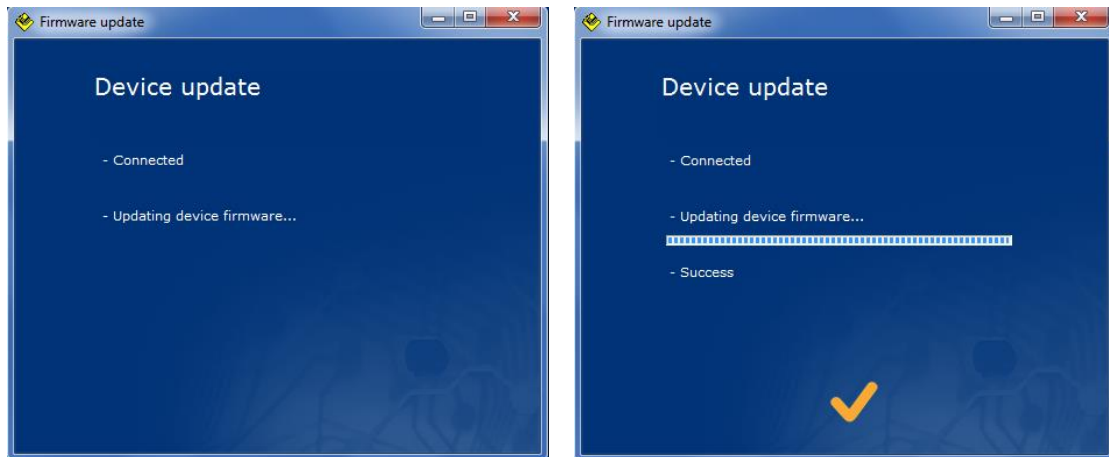 Firmware update
Device update
- Connected
- Updating device firmware...
Firmware update
Device update
- Connected
- Updating device firmware...
- Success